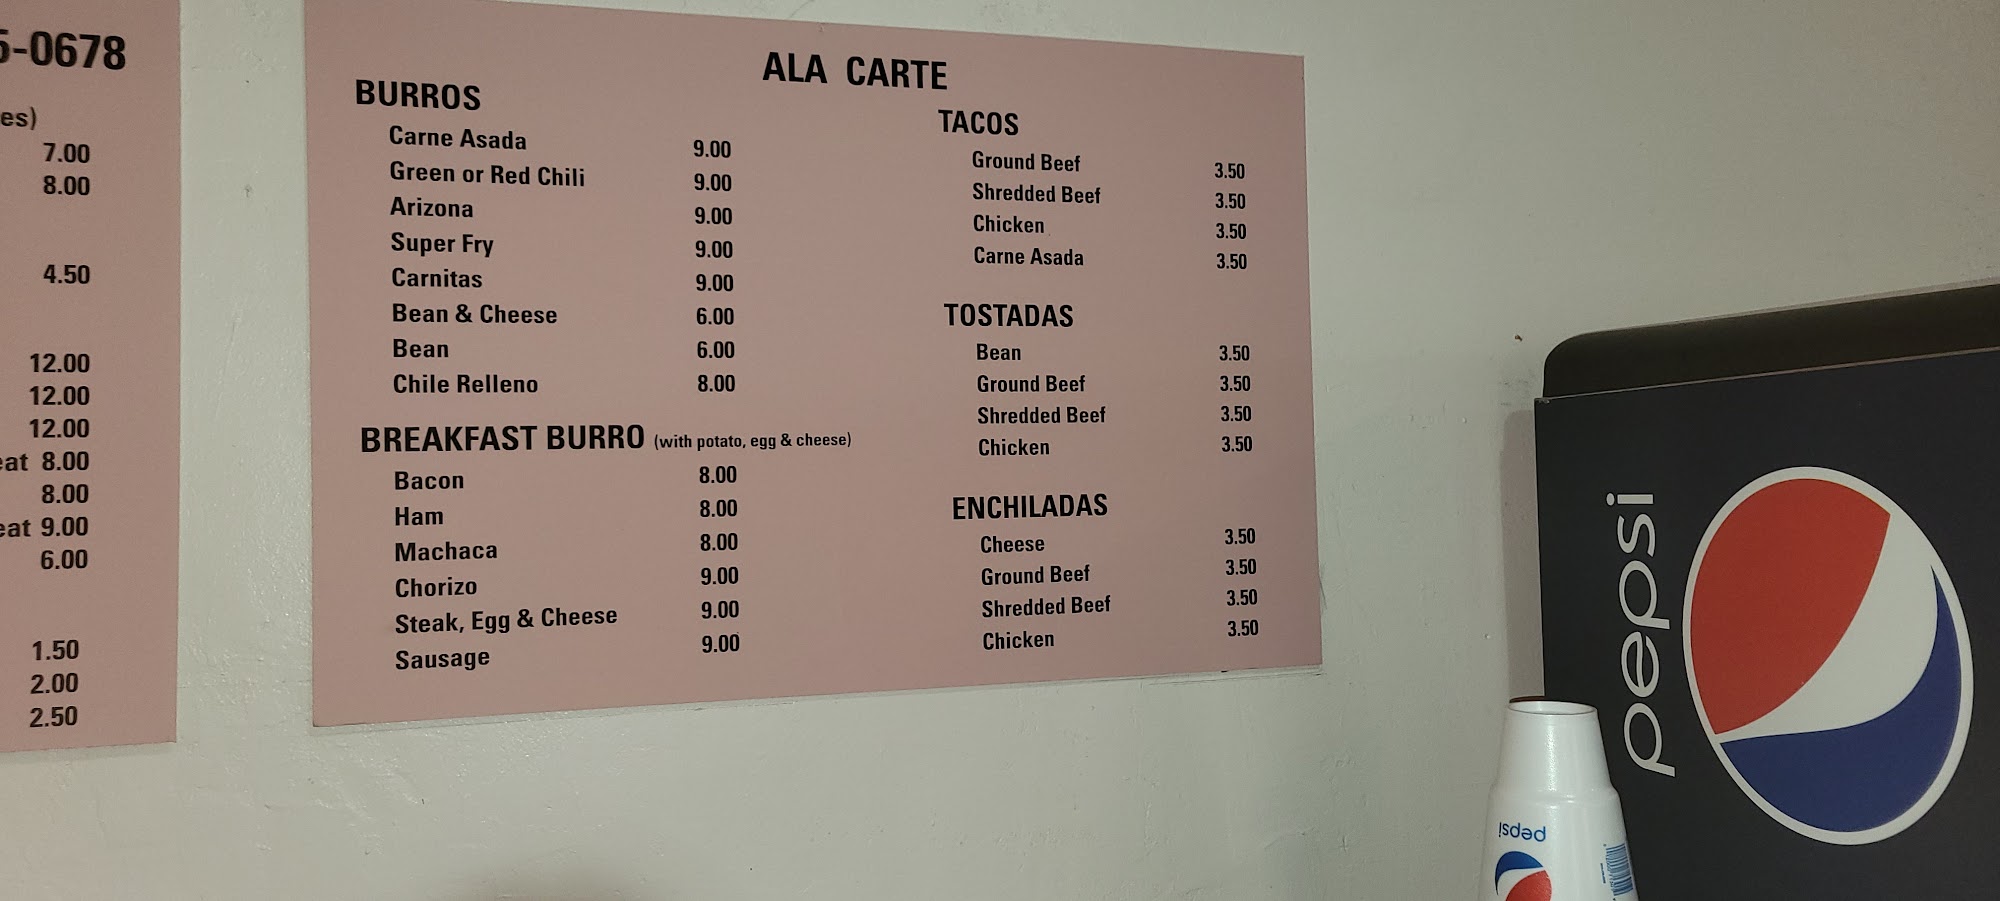 5-0678
es)
7.00
8.00
4.50
12.00
12.00
12.00
eat 8.00
8.00
eat 9.00
6.00
1.50
2.00
2.50
ALA CARTE
BURROS
Carne Asada 9.00
Green or Red Chili 9.00
Arizona 9.00
Super Fry 9.00
Carnitas 9.00
Bean & Cheese 6.00
Bean 6.00
Chile Relleno 8.00
BREAKFAST BURRO (with potato, egg & cheese)
Bacon 8.00
Ham 8.00
Machaca 8.00
Chorizo 9.00
Steak, Egg & Cheese 9.00
Sausage 9.00
TACOS
Ground Beef 3.50
Shredded Beef 3.50
Chicken 3.50
Carne Asada 3.50
TOSTADAS
Bean 3.50
Ground Beef 3.50
Shredded Beef 3.50
Chicken 3.50
ENCHILADAS
Cheese 3.50
Ground Beef 3.50
Shredded Beef 3.50
Chicken 3.50
pepsi
pepsi